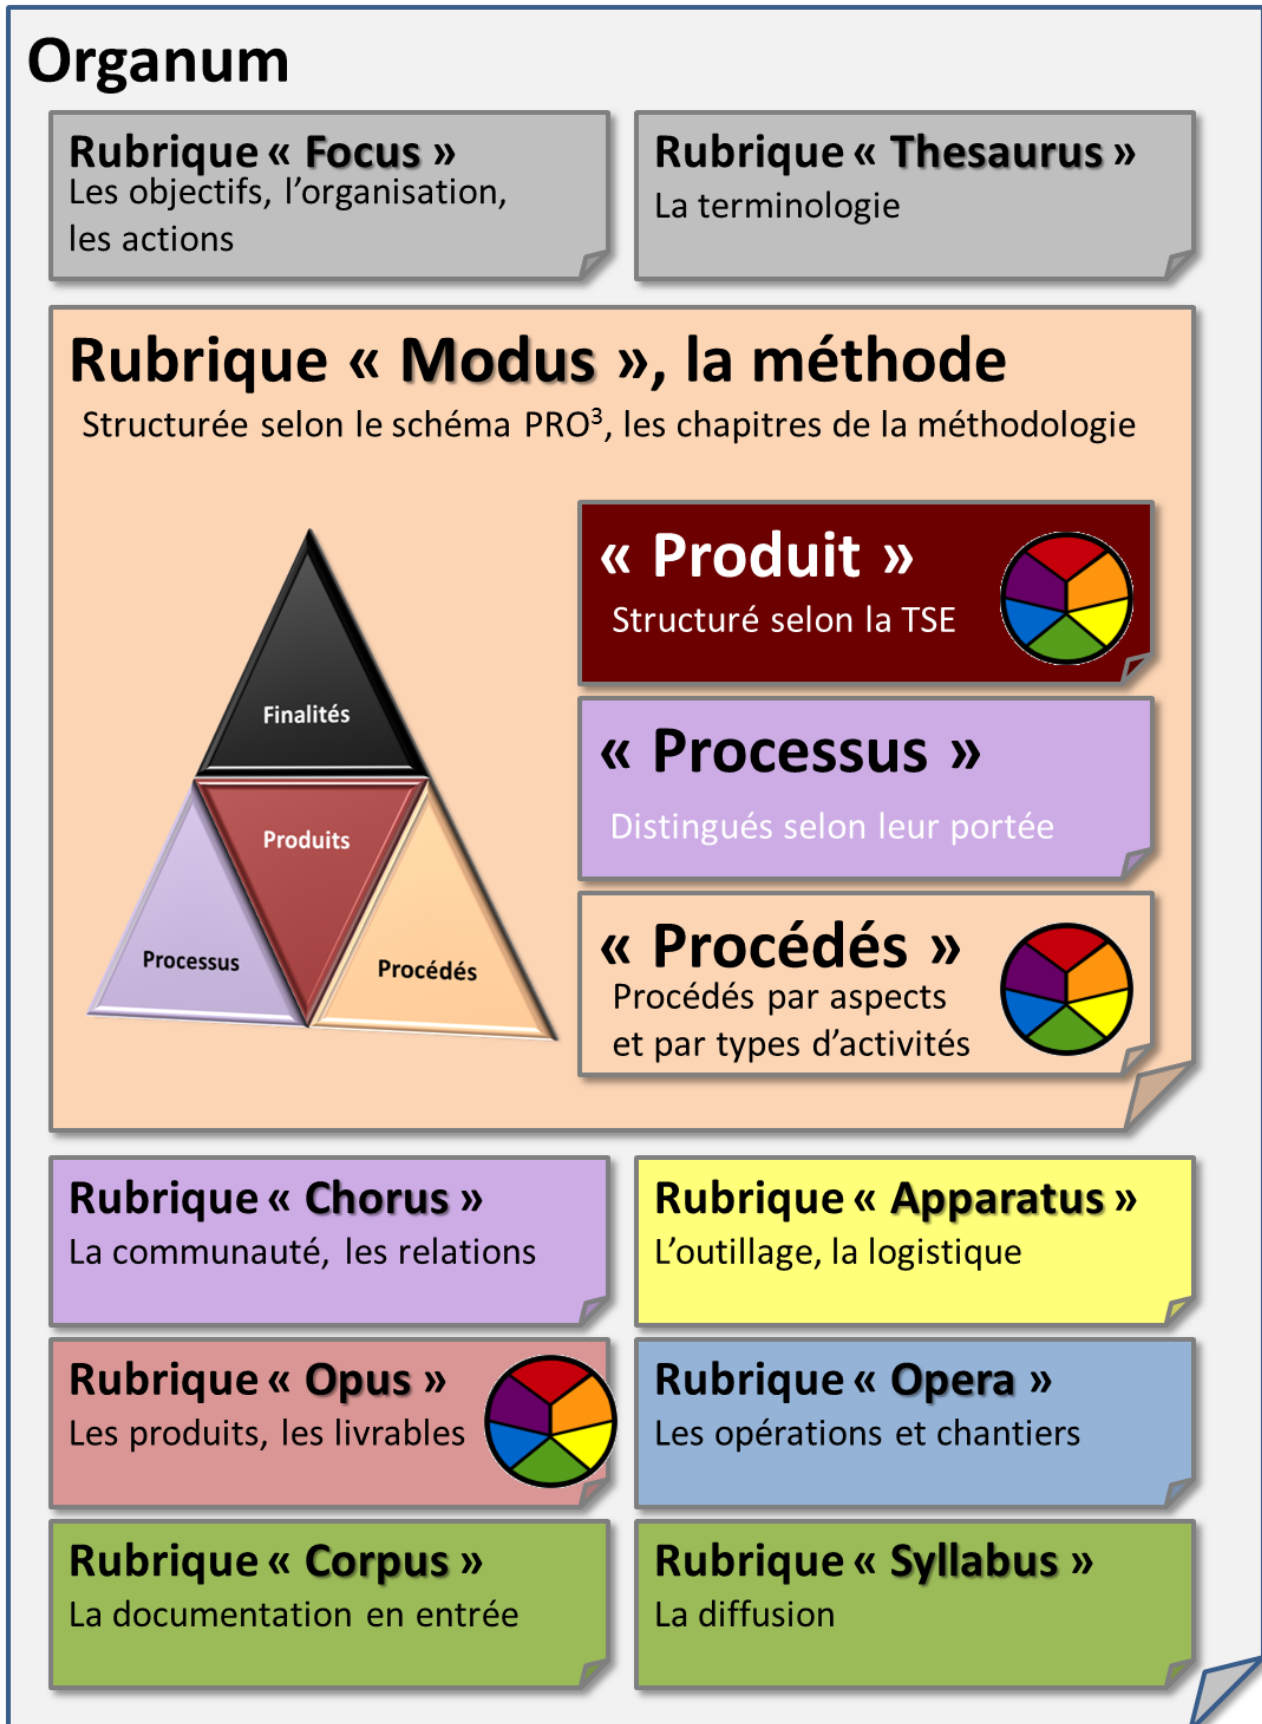 Organum
Rubrique « Focus »
Les objectifs, l’organisation,
les actions
Rubrique « Thesaurus »
La terminologie
Rubrique « Modus », la méthode
Structurée selon le schéma PRO³, les chapitres de la méthodologie
Finalités
Produits
Processus
Procédés
« Produit »
Structuré selon la TSE
« Processus »
Distingués selon leur portée
« Procédés »
Procédés par aspects
et par types d’activités
Rubrique « Chorus »
La communauté, les relations
Rubrique « Apparatus »
L’outillage, la logistique
Rubrique « Opus »
Les produits, les livrables
Rubrique « Opera »
Les opérations et chantiers
Rubrique « Corpus »
La documentation en entrée
Rubrique « Syllabus »
La diffusion